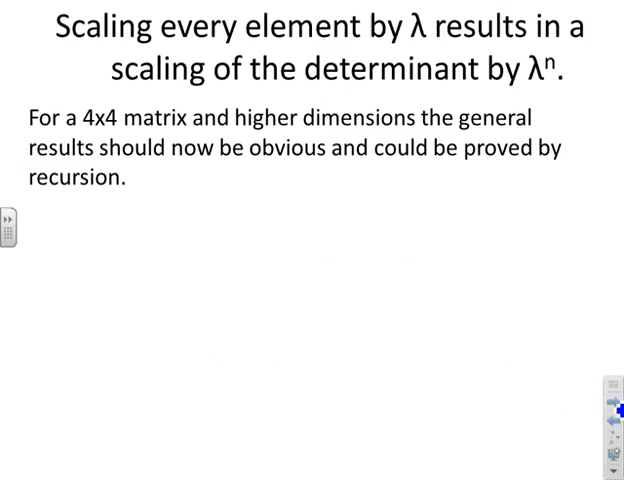 Scaling every element by λ results in a
scaling of the determinant by λⁿ.
For a 4x4 matrix and higher dimensions the general
results should now be obvious and could be proved by
recursion.